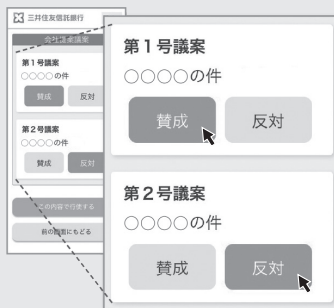 三井住友信託銀行
会社提案議案
第1号議案
○○○○の件
賛成 反対
第2号議案
○○○○の件
賛成 反対
この内容で行使する
前の画面にもどる
第1号議案
○○○○の件
賛成 反対
第2号議案
○○○○の件
賛成 反対